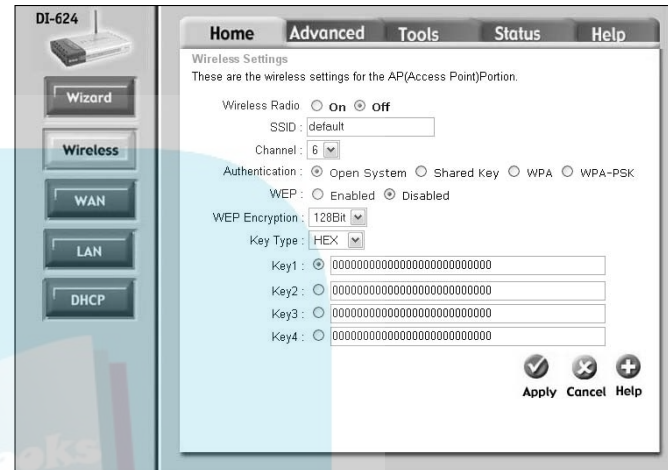 DI-624
Home Advanced Tools Status Help
Wizard
Wireless
WAN
LAN
DHCP
Wireless Settings
These are the wireless settings for the AP(Access Point)Portion.
Wireless Radio On Off
SSID : default
Channel : 6
Authentication : Open System Shared Key WPA WPA-PSK
WEP : Enabled Disabled
WEP Encryption : 128Bit
Key Type : HEX
Key1 : 00000000000000000000000000
Key2 : 00000000000000000000000000
Key3 : 00000000000000000000000000
Key4 : 00000000000000000000000000
Apply Cancel Help
ooks